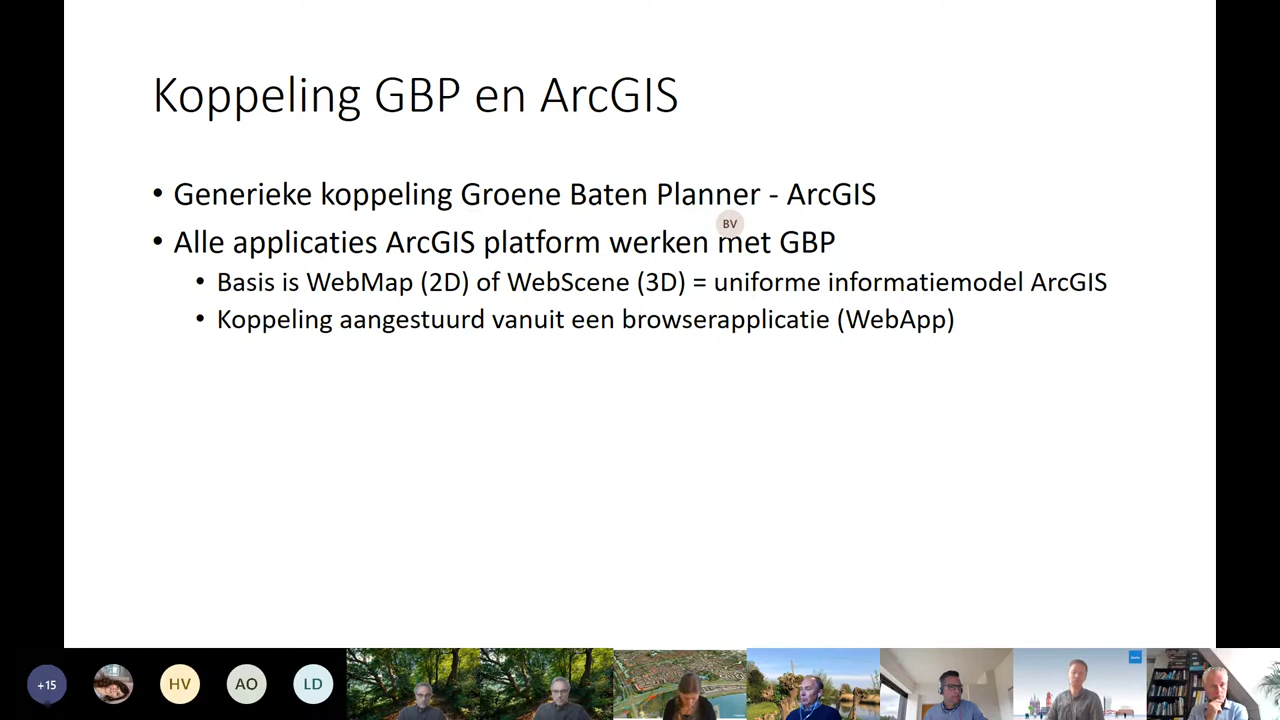 Koppeling GBP en ArcGIS
• Generieke koppeling Groene Baten Planner - ArcGIS
BV
• Alle applicaties ArcGIS platform werken met GBP
• Basis is WebMap (2D) of WebScene (3D) = uniforme informatiemodel ArcGIS
• Koppeling aangestuurd vanuit een browserapplicatie (WebApp)
+15
HV
AO
LD